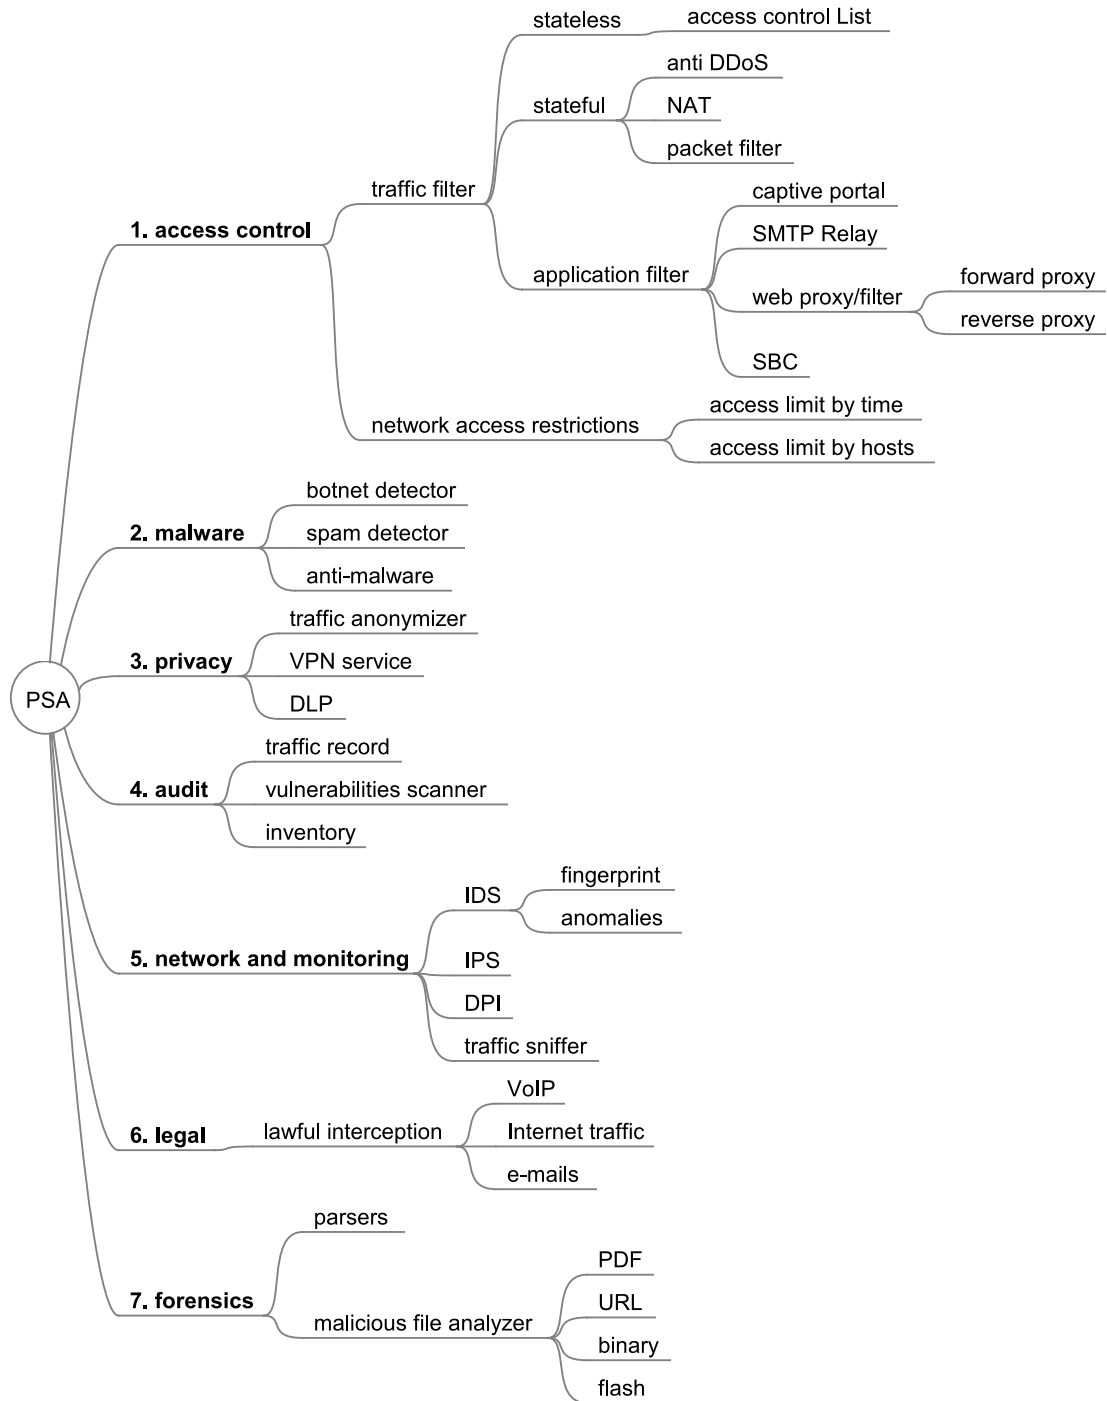 stateless
access control List
anti DDoS
stateful
NAT
packet filter
traffic filter
captive portal
1. access control
SMTP Relay
application filter
forward proxy
web proxy/filter
reverse proxy
SBC
access limit by time
network access restrictions
access limit by hosts
botnet detector
2. malware
spam detector
anti-malware
traffic anonymizer
3. privacy
VPN service
PSA
DLP
traffic record
4. audit
vulnerabilities scanner
inventory
fingerprint
IDS
anomalies
5. network and monitoring
IPS
DPI
traffic sniffer
VoIP
6. legal
lawful interception
Internet traffic
e-mails
parsers
PDF
7. forensics
URL
malicious file analyzer
binary
flash